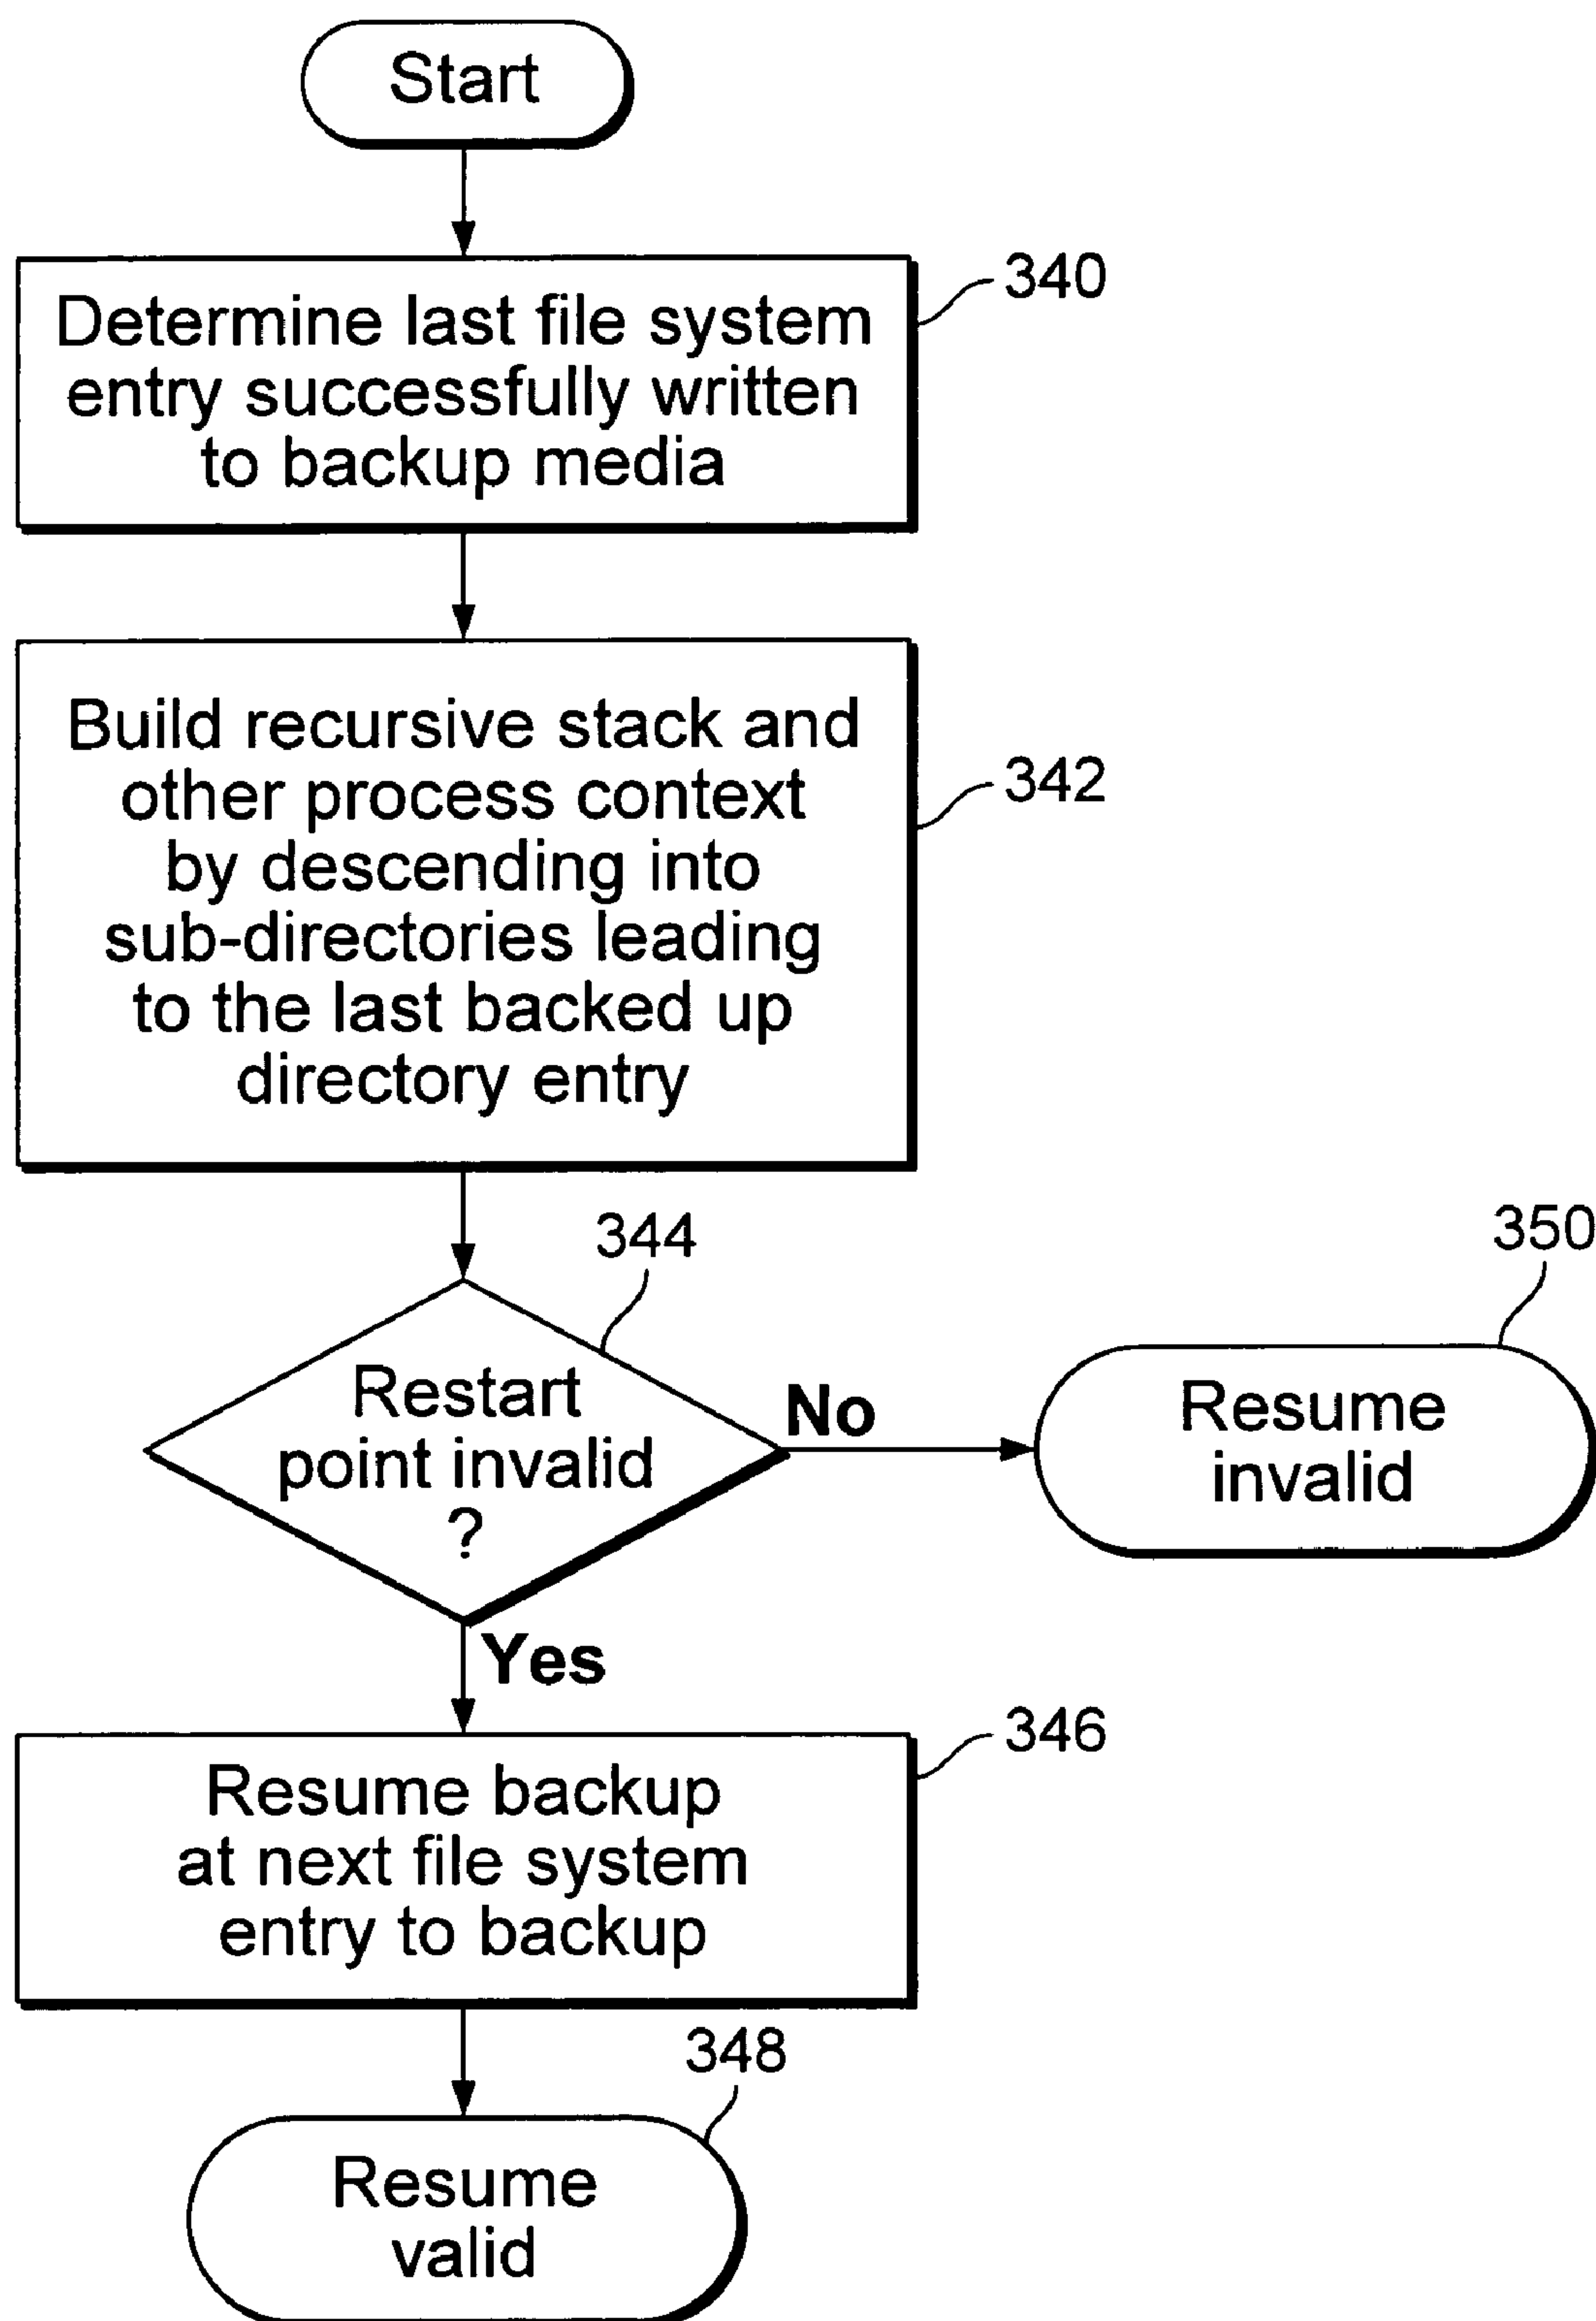 Start
340
Determine last file system
entry successfully written
to backup media
342
Build recursive stack and
other process context
by descending into
sub-directories leading
to the last backed up
directory entry
344
Restart
point invalid
?
No
350
Resume
invalid
Yes
346
Resume backup
at next file system
entry to backup
348
Resume
valid